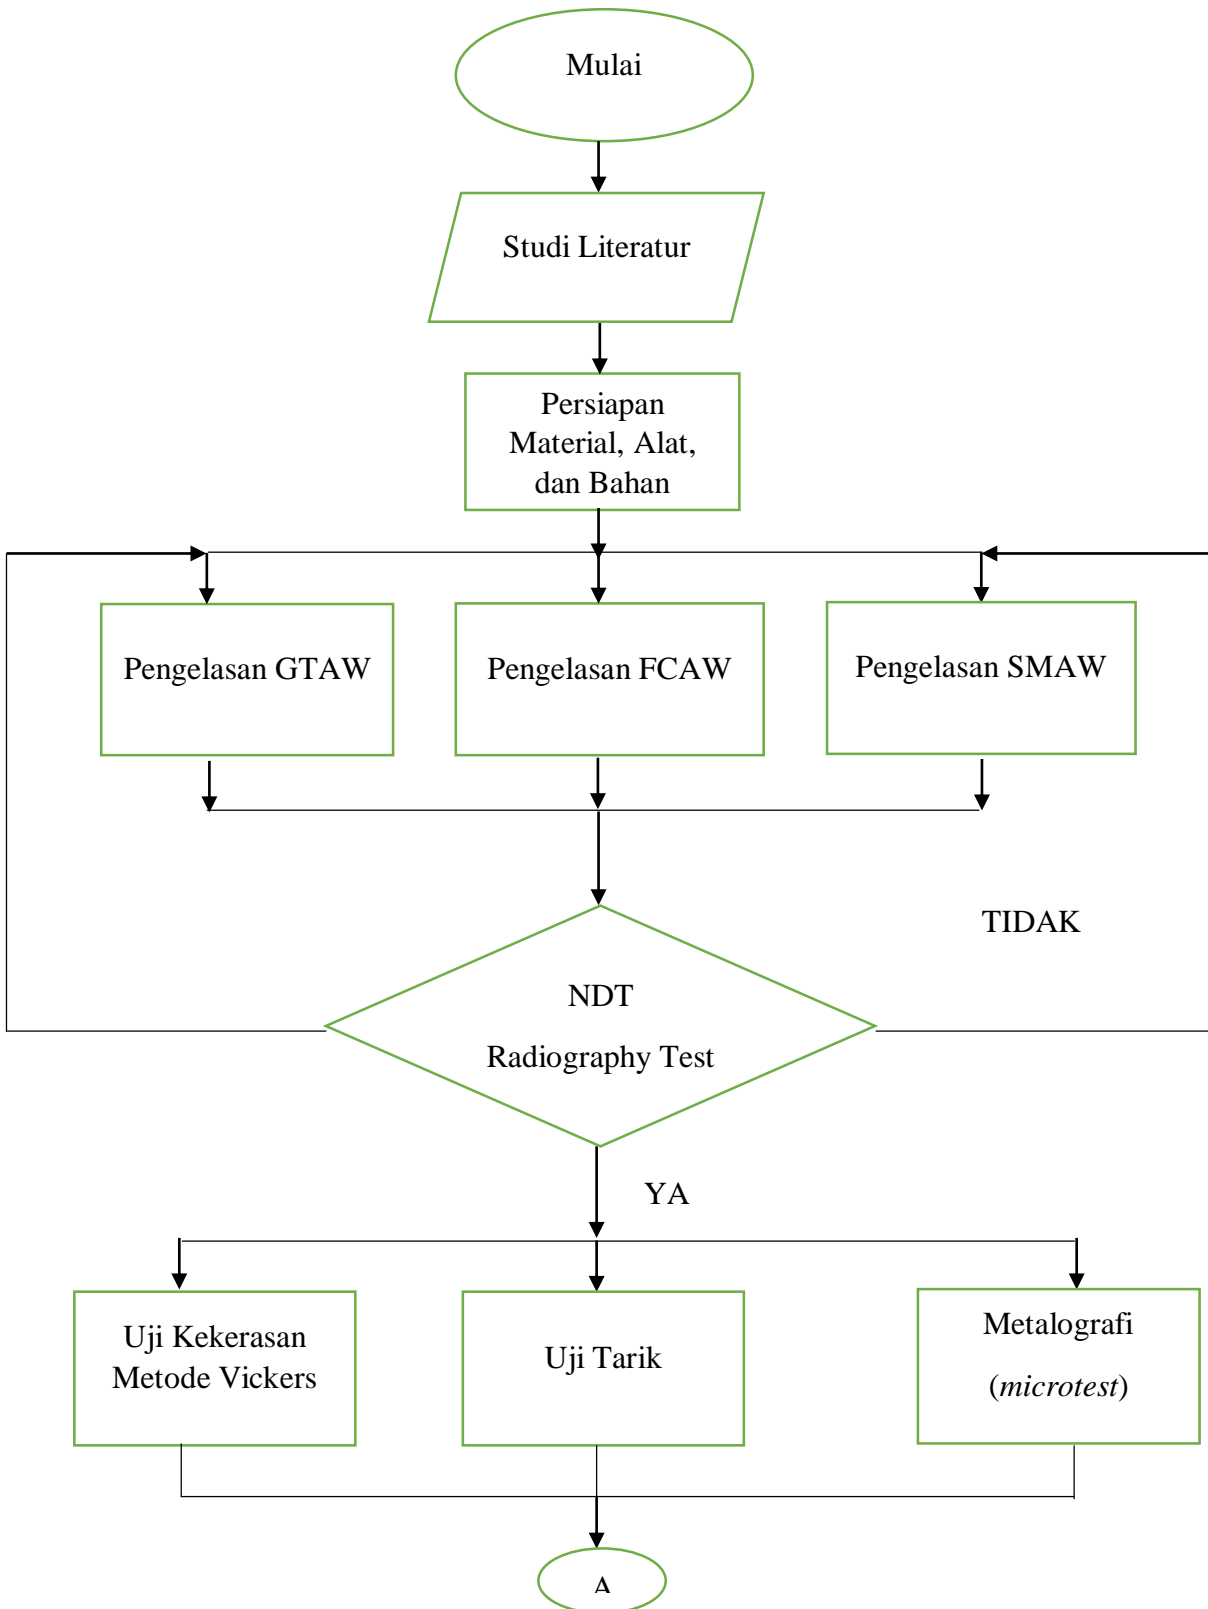 Mulai
Studi Literatur
Persiapan
Material, Alat,
dan Bahan
Pengelasan GTAW
Pengelasan FCAW
Pengelasan SMAW
TIDAK
NDT
Radiography Test
YA
Uji Kekerasan
Metode Vickers
Uji Tarik
Metalografi
(microtest)
A